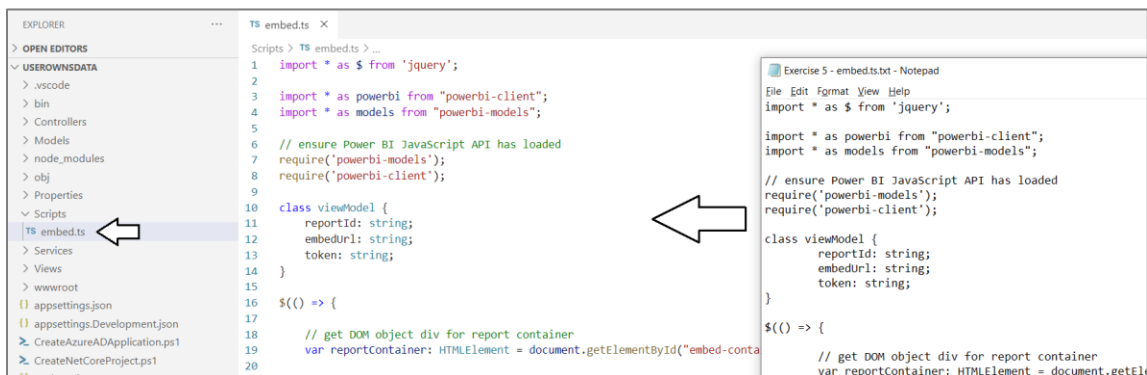 EXPLORER
...
> OPEN EDITORS
USEROWNSDATA
> .vscode
> bin
> Controllers
> Models
> node_modules
> obj
> Properties
Scripts
TS embed.ts
> Services
> Views
> wwwroot
{} appsettings.json
{} appsettings.Development.json
CreateAzureADApplication.ps1
CreateNetCoreProject.ps1
TS embed.ts ×
Scripts > TS embed.ts > ...
1 import * as $ from 'jquery';
2
3 import * as powerbi from "powerbi-client";
4 import * as models from "powerbi-models";
5
6 // ensure Power BI JavaScript API has loaded
7 require('powerbi-models');
8 require('powerbi-client');
9
10 class viewModel {
11 reportId: string;
12 embedUrl: string;
13 token: string;
14 }
15
16 $(() => {
17
18 // get DOM object div for report container
19 var reportContainer: HTMLElement = document.getElementById("embed-conta
20
Exercise 5 - embed.ts.txt - Notepad
File Edit Format View Help
import * as $ from 'jquery';
import * as powerbi from "powerbi-client";
import * as models from "powerbi-models";
// ensure Power BI JavaScript API has loaded
require('powerbi-models');
require('powerbi-client');
class viewModel {
reportId: string;
embedUrl: string;
token: string;
}
$(() => {
// get DOM object div for report container
var reportContainer: HTMLElement = document.getEl